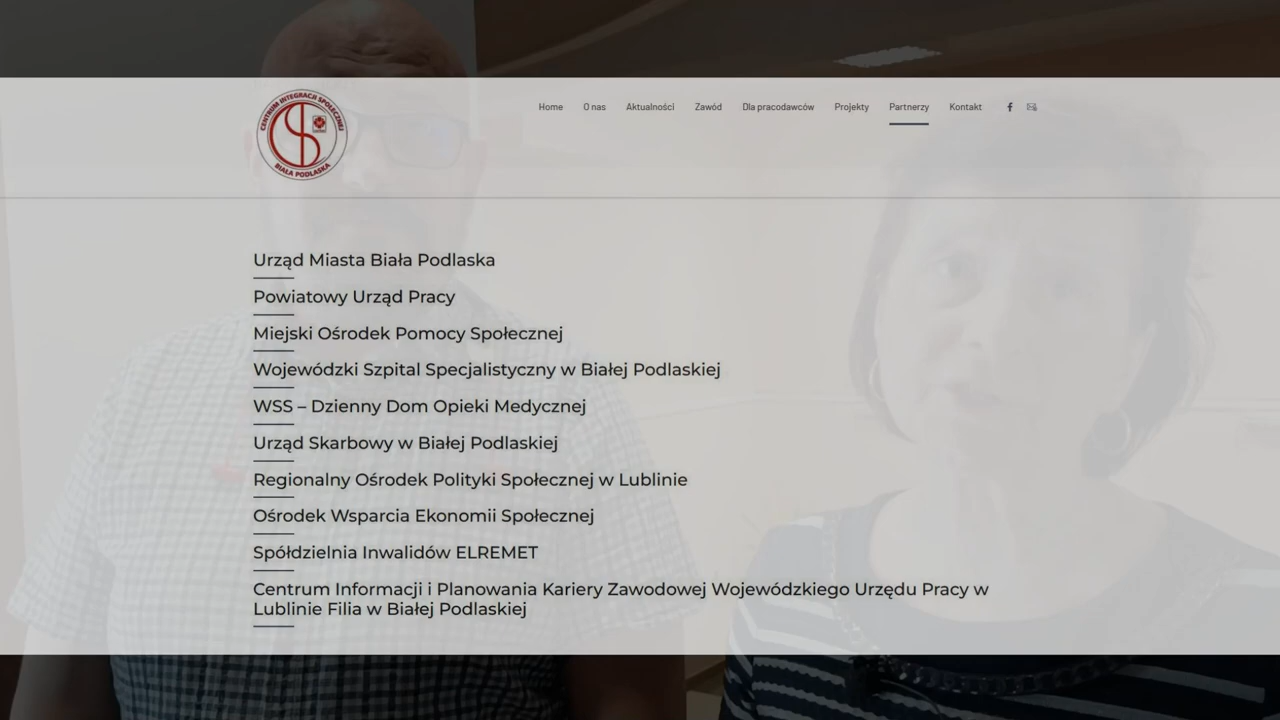 CENTRUM INTEGRACJI SPOŁECZNEJ
BIAŁA PODLASKA
Home O nas Aktualności Zawód Dla pracodawców Projekty Partnerzy Kontakt
Urząd Miasta Biała Podlaska
Powiatowy Urząd Pracy
Miejski Ośrodek Pomocy Społecznej
Wojewódzki Szpital Specjalistyczny w Białej Podlaskiej
WSS – Dzienny Dom Opieki Medycznej
Urząd Skarbowy w Białej Podlaskiej
Regionalny Ośrodek Polityki Społecznej w Lublinie
Ośrodek Wsparcia Ekonomii Społecznej
Spółdzielnia Inwalidów ELREMET
Centrum Informacji i Planowania Kariery Zawodowej Wojewódzkiego Urzędu Pracy w
Lublinie Filia w Białej Podlaskiej